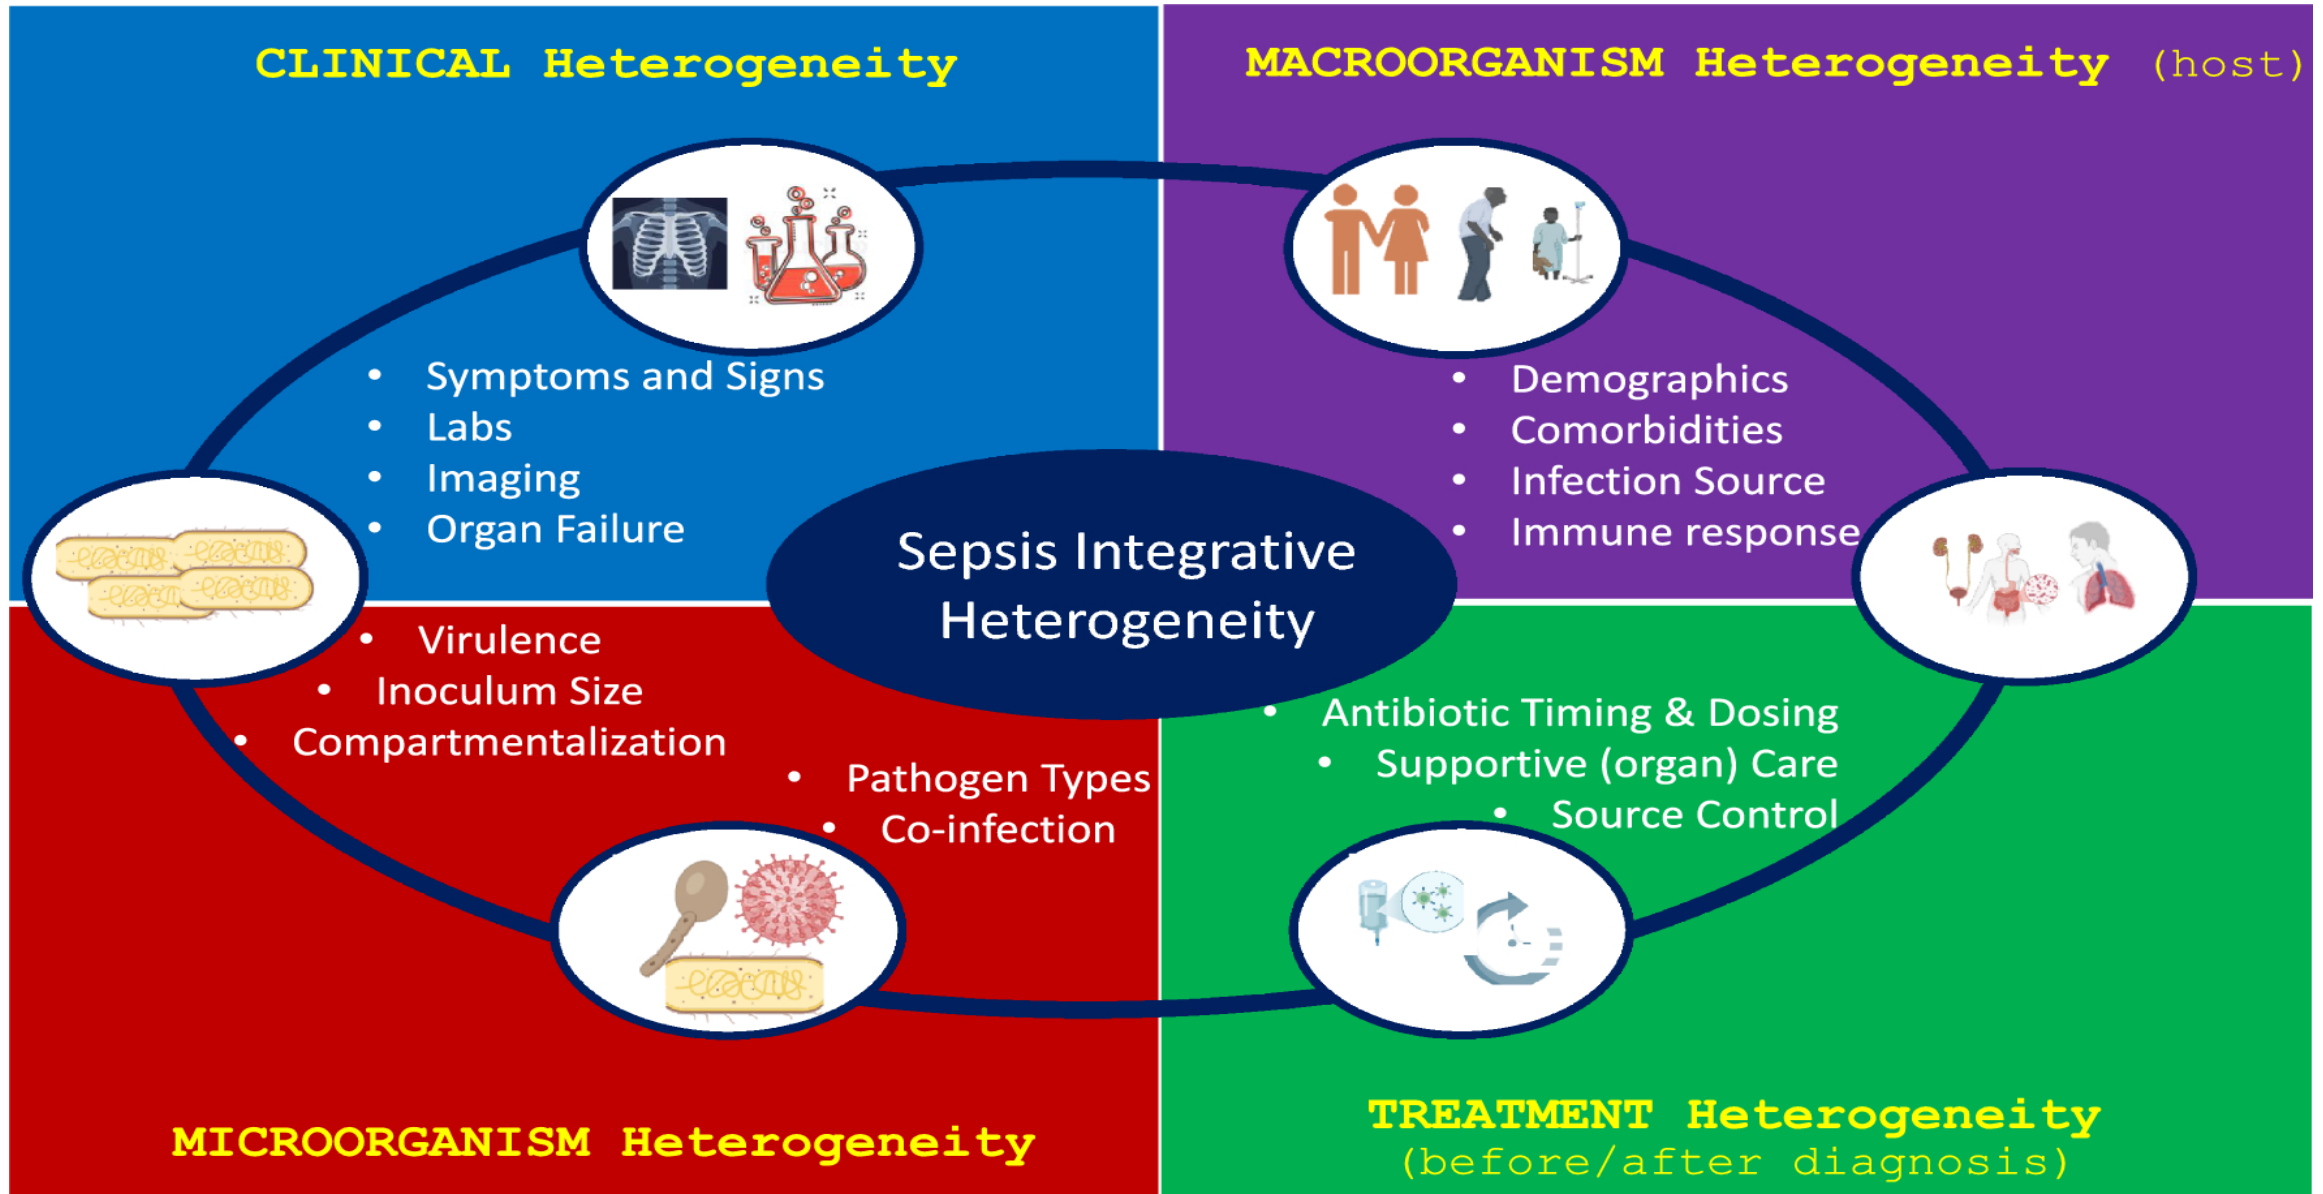 CLINICAL Heterogeneity
MACROORGANISM Heterogeneity (host)
• Symptoms and Signs
• Labs
• Imaging
• Organ Failure
• Demographics
• Comorbidities
• Infection Source
• Immune response
Sepsis Integrative
Heterogeneity
• Virulence
• Inoculum Size
• Compartmentalization
• Pathogen Types
• Co-infection
• Antibiotic Timing & Dosing
• Supportive (organ) Care
• Source Control
MICROORGANISM Heterogeneity
TREATMENT Heterogeneity
(before/after diagnosis)